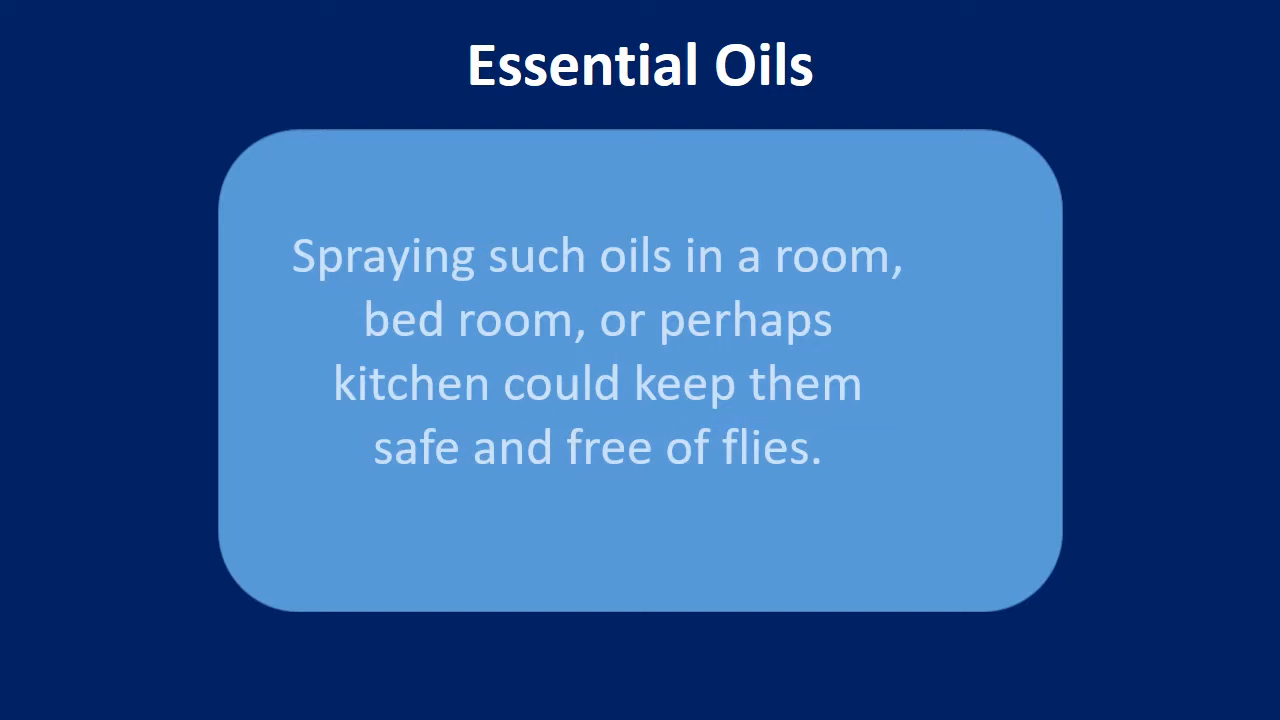 Essential Oils
Spraying such oils in a room,
bed room, or perhaps
kitchen could keep them
safe and free of flies.